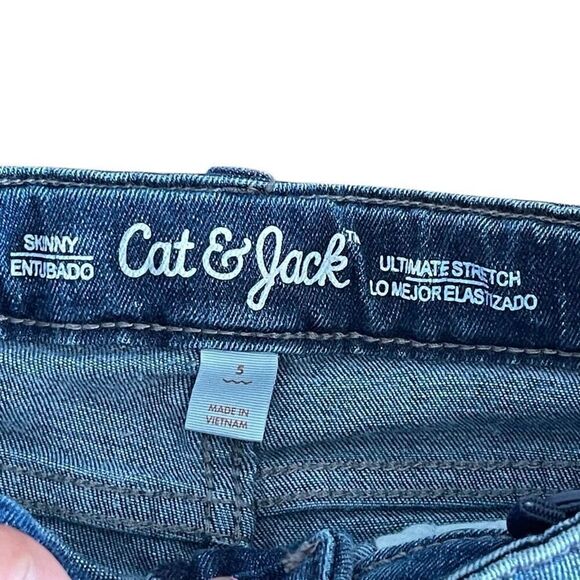 SKINNY
ENTUBADO
Cat & Jack™
ULTIMATE STRETCH
LO MEJOR ELASTIZADO
5
MADE IN
VIETNAM